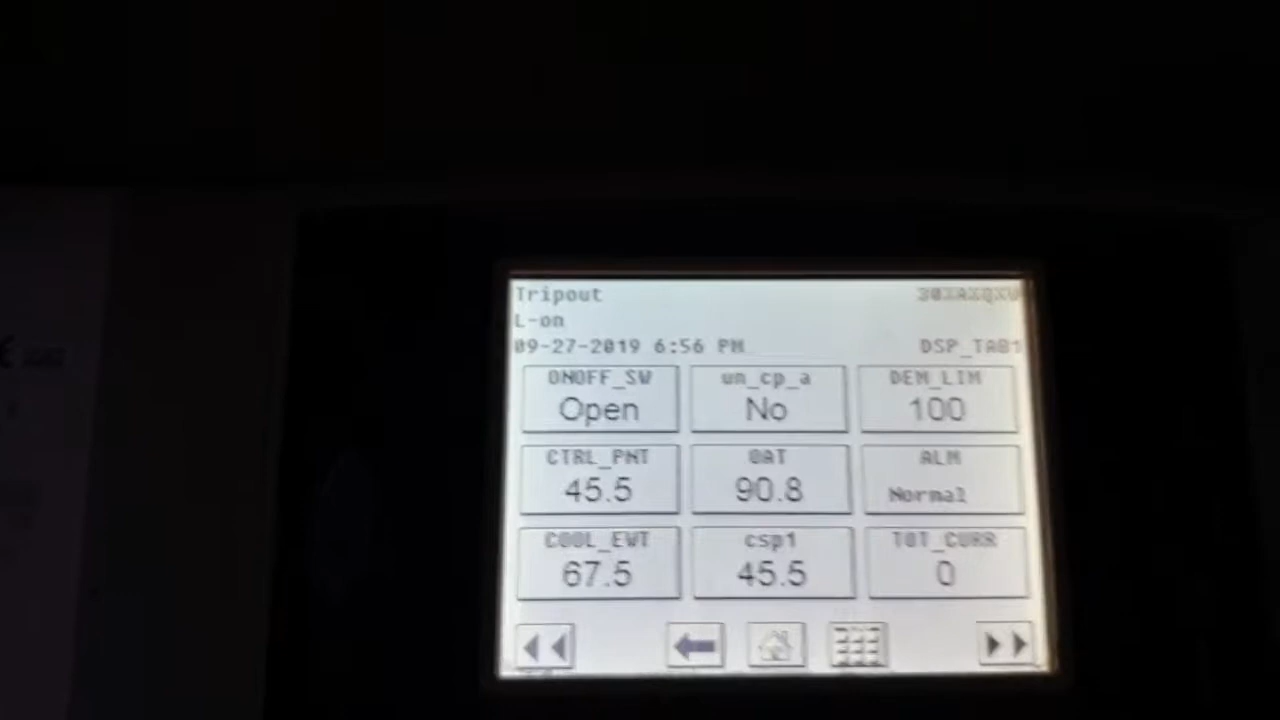 Tripout 30XAXQXW
L-on
09-27-2019 6:56 PM DSP_TAB1
ONOFF_SW un_cp_a DEM_LIM
Open No 100
CTRL_PNT OAT ALM
45.5 90.8 Normal
COOL_EWT csp1 TOT_CURR
67.5 45.5 0